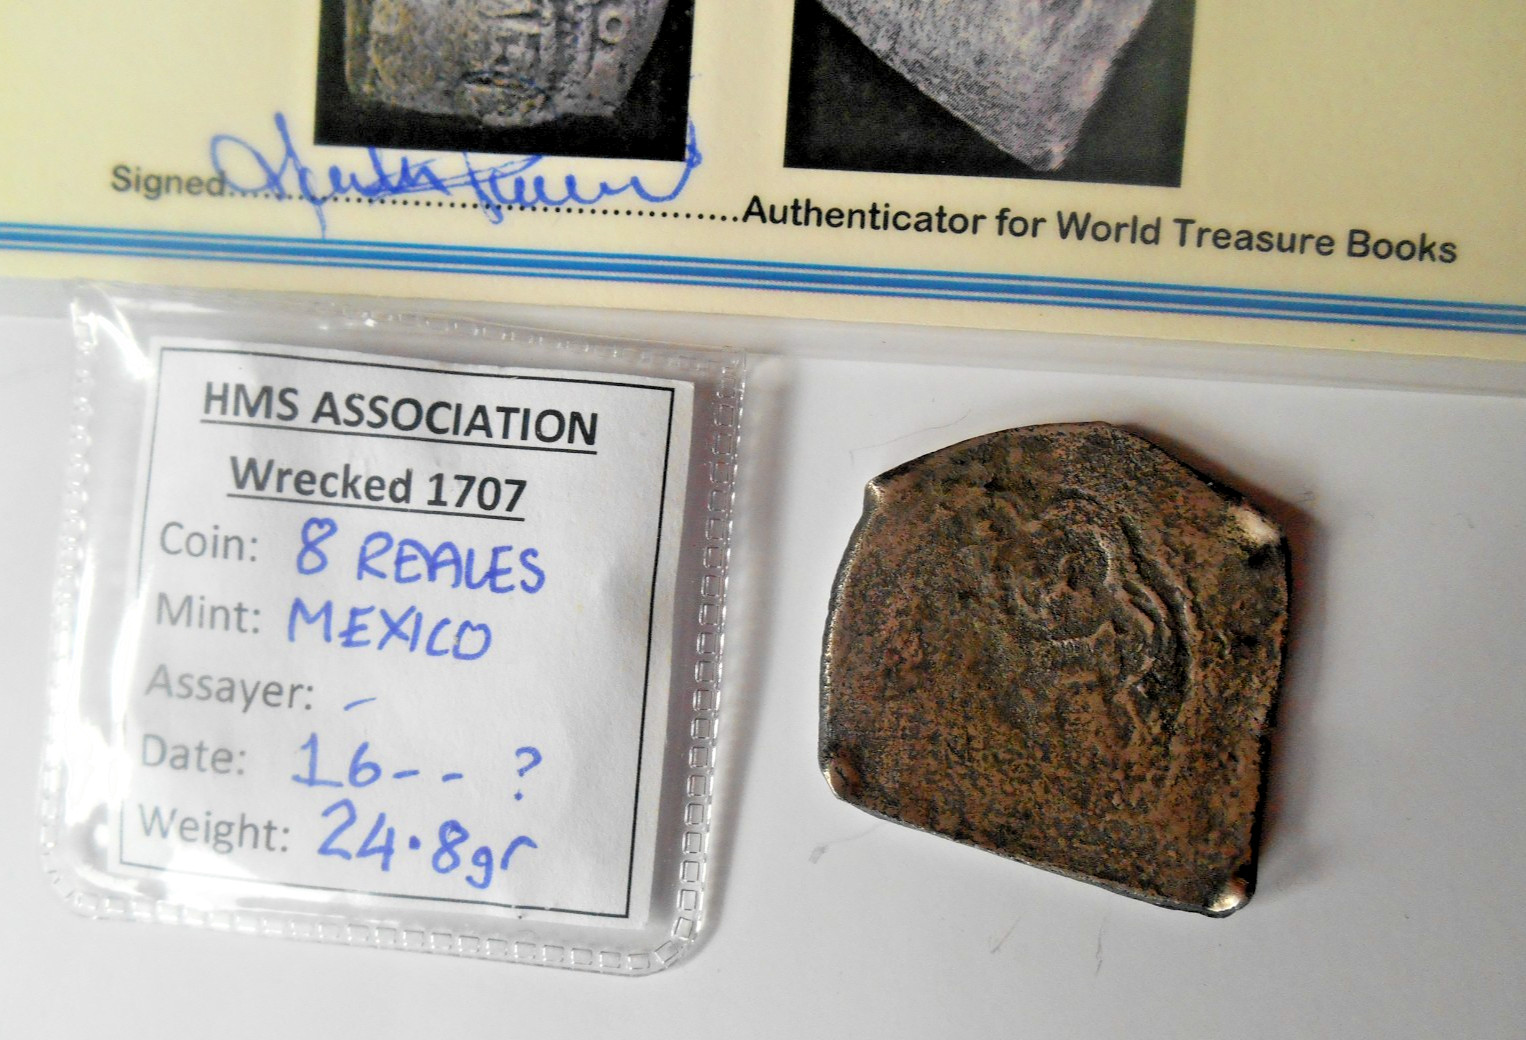 Signed.......................................Authenticator for World Treasure Books
HMS ASSOCIATION
Wrecked 1707
Coin: 8 REALES
Mint: MEXICO
Assayer: -
Date: 16-- ?
Weight: 24.8gr